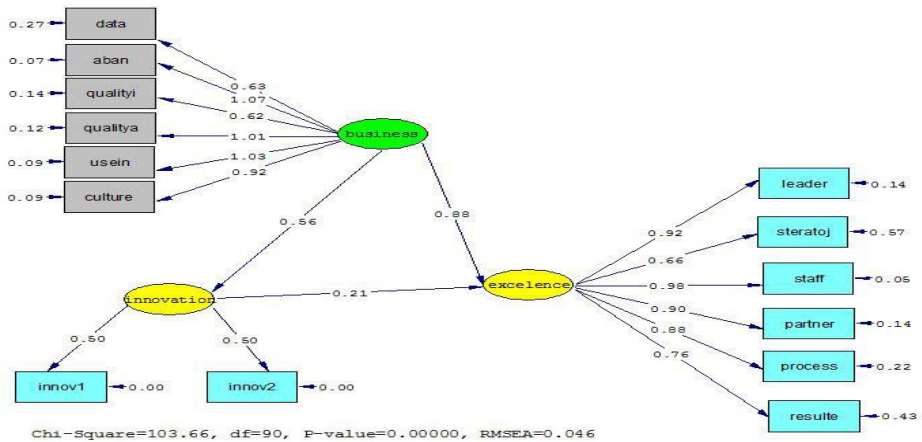 0.27 data
0.07 aban
0.14 qualityi
0.12 qualitya
0.09 usein
0.09 culture
0.63
1.07
0.62
1.01
1.03
0.92
business
0.56
0.88
innovation
0.21
excelence
0.50
0.50
innov1 0.00
innov2 0.00
0.92
0.66
0.98
0.90
0.88
0.76
leader 0.14
steratoj 0.57
staff 0.05
partner 0.14
process 0.22
resulte 0.43
Chi-Square=103.66, df=90, P-value=0.00000, RMSEA=0.046